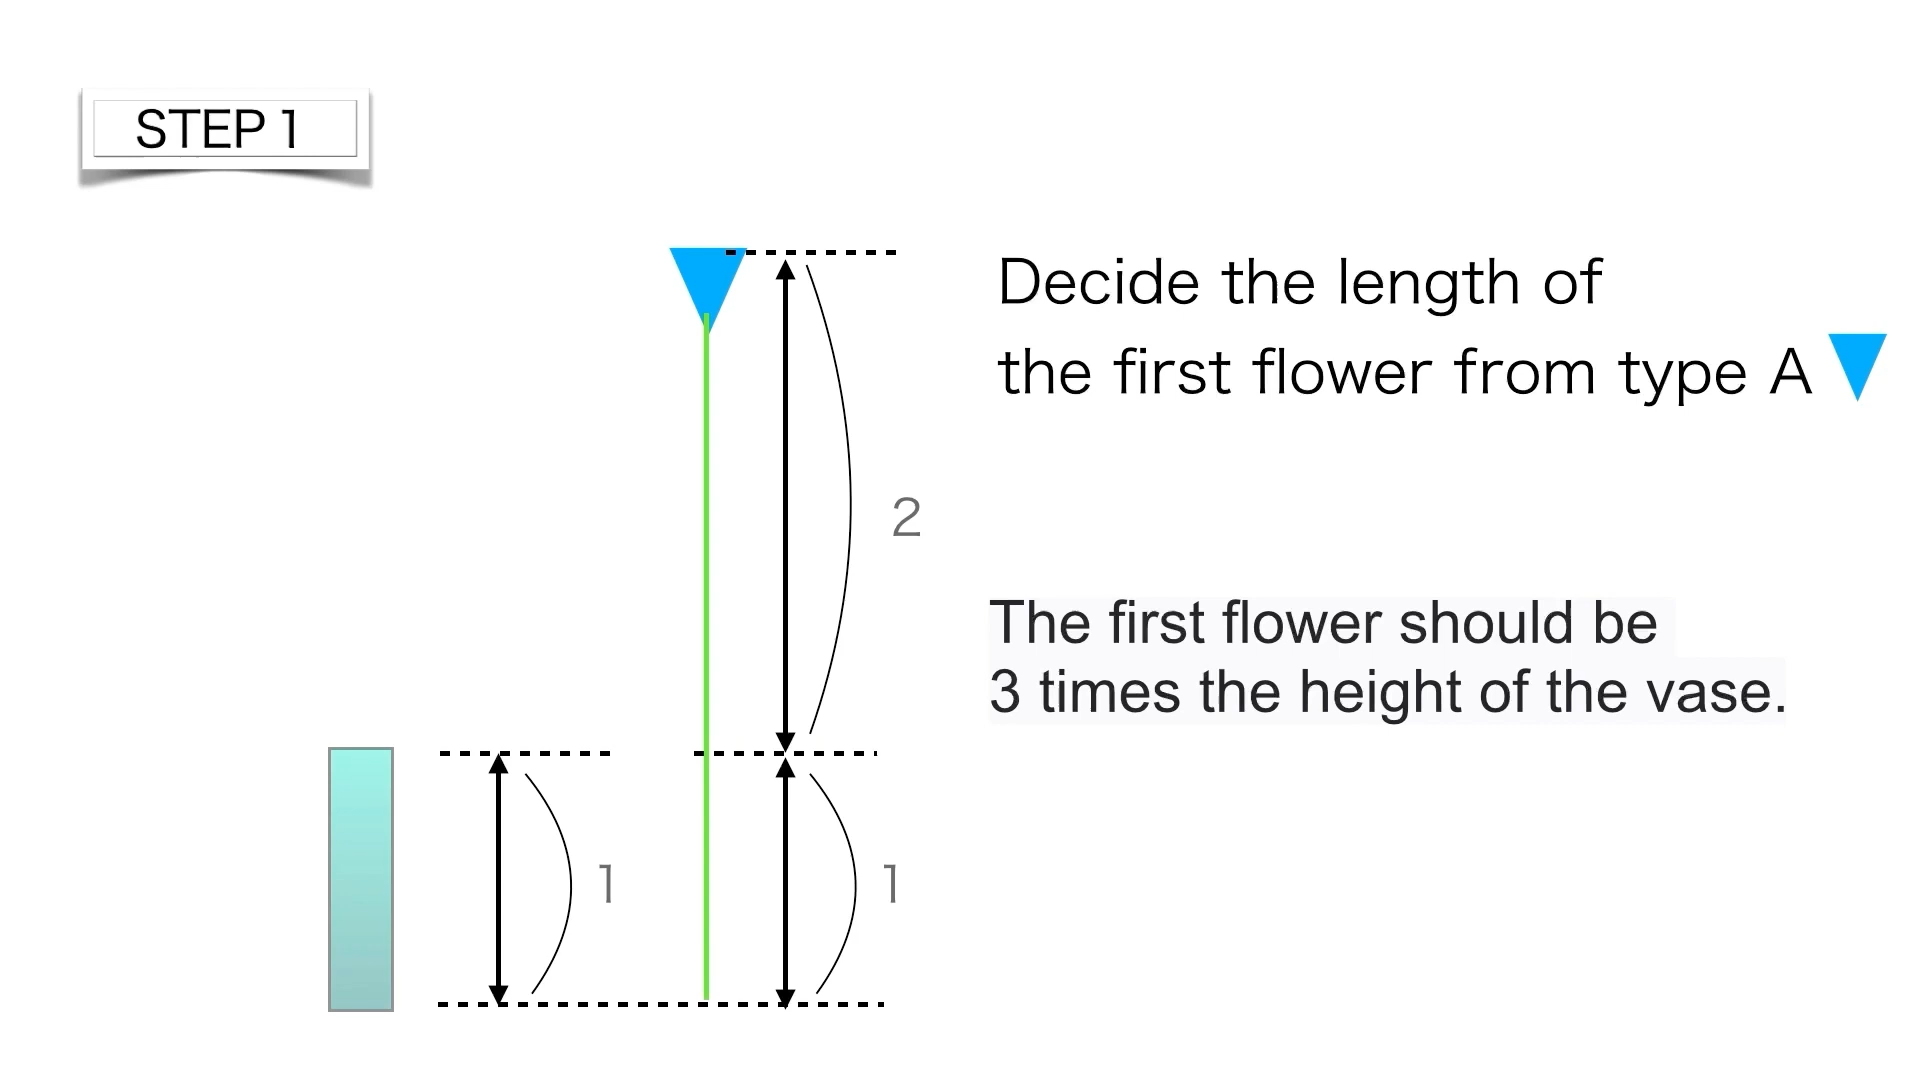 STEP 1
Decide the length of
the first flower from type A
2
The first flower should be
3 times the height of the vase.
1
1